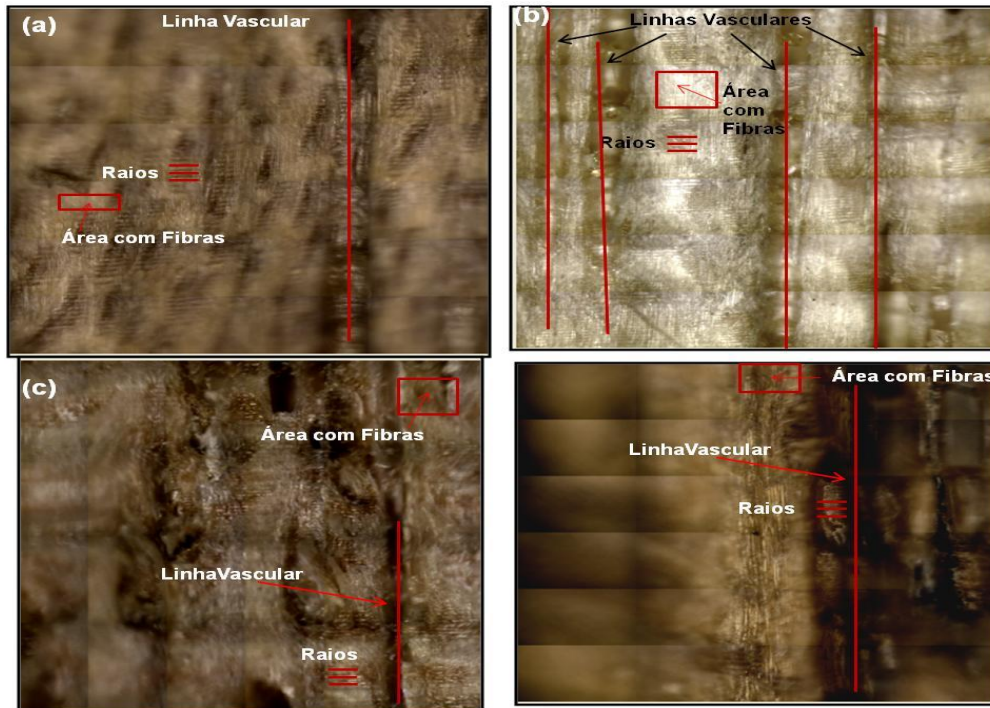 (a)
Linha Vascular
Raios
Área com Fibras
(b)
Linhas Vasculares
Área
com
Fibras
Raios
(c)
Área com Fibras
LinhaVascular
Raios
Área com Fibras
LinhaVascular
Raios